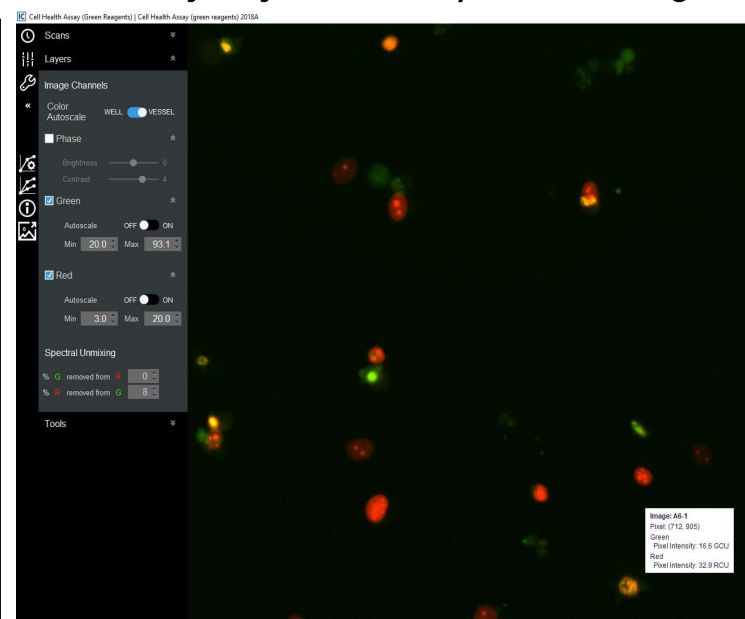 IC Cell Health Assay (Green Reagents) | Cell Health Assay (green reagents) 2018A
Scans
Layers
Image Channels
Color Autoscale WELL VESSEL
Phase
Brightness 0
Contrast 4
Green
Autoscale OFF ON
Min 20.0 Max 93.1
Red
Autoscale OFF ON
Min 3.0 Max 20.0
Spectral Unmixing
% G removed from R 0
% R removed from G 8
Tools
Image: A6-1
Pixel: (712, 905)
Green
Pixel Intensity: 16.6 GCU
Red
Pixel Intensity: 32.9 RCU